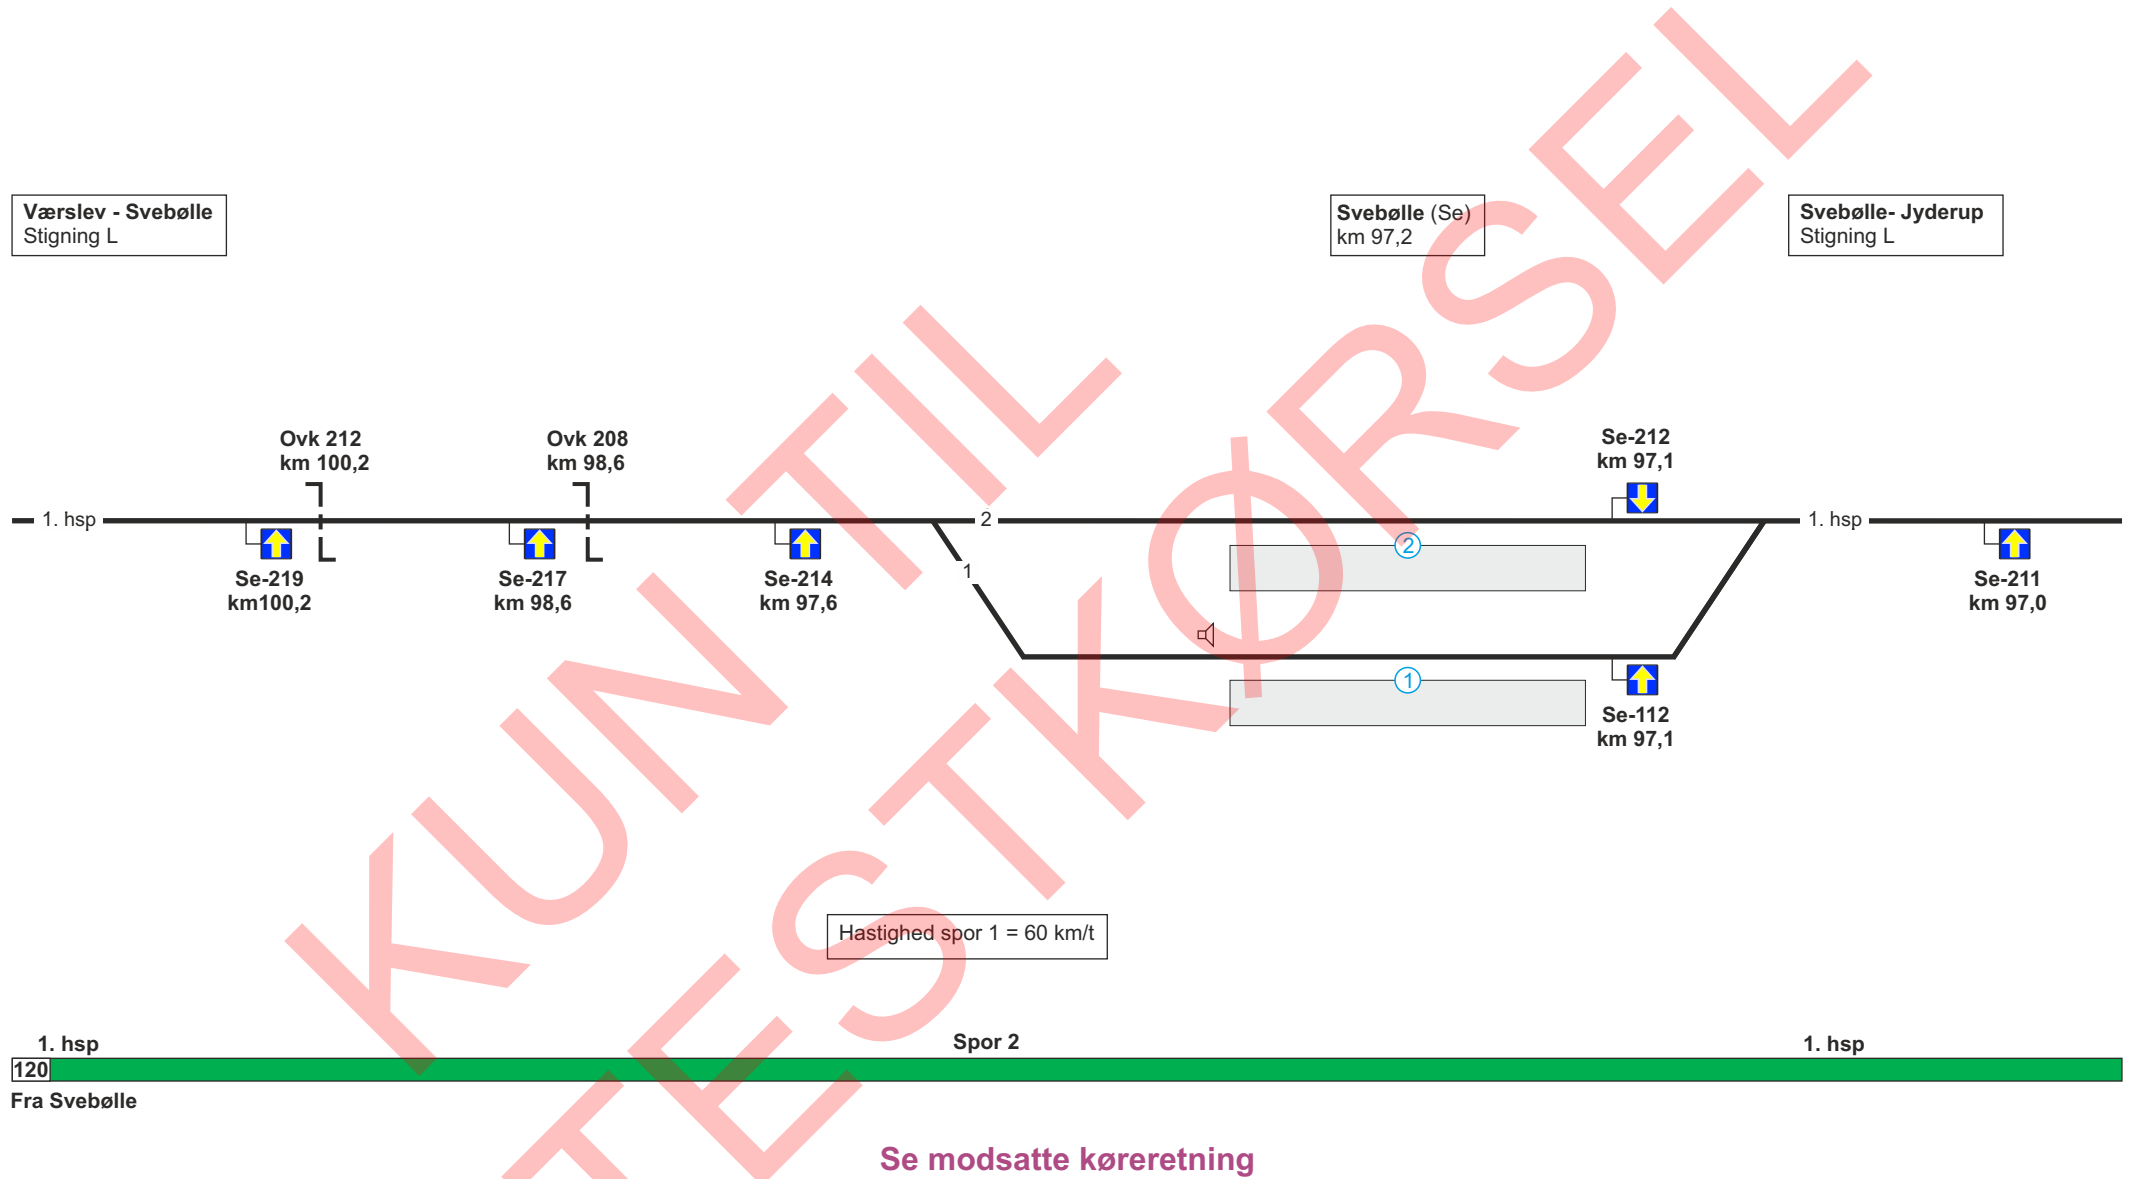 Værslev - Svebølle
Stigning L
Svebølle (Se)
km 97,2
Svebølle- Jyderup
Stigning L
Ovk 212
km 100,2
Ovk 208
km 98,6
Se-212
km 97,1
1. hsp
2
1. hsp
Se-219
km100,2
Se-217
km 98,6
Se-214
km 97,6
1
2
Se-211
km 97,0
1
Se-112
km 97,1
Hastighed spor 1 = 60 km/t
1. hsp
Spor 2
1. hsp
120
Fra Svebølle
Se modsatte køreretning
KUN TIL
TESTKØRSEL